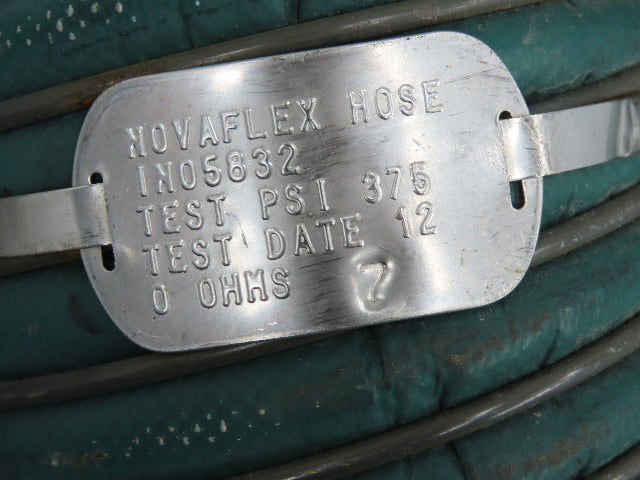 NOVAFLEX HOSE
IN05832
TEST PSI 375
TEST DATE 12
0 OHMS 7